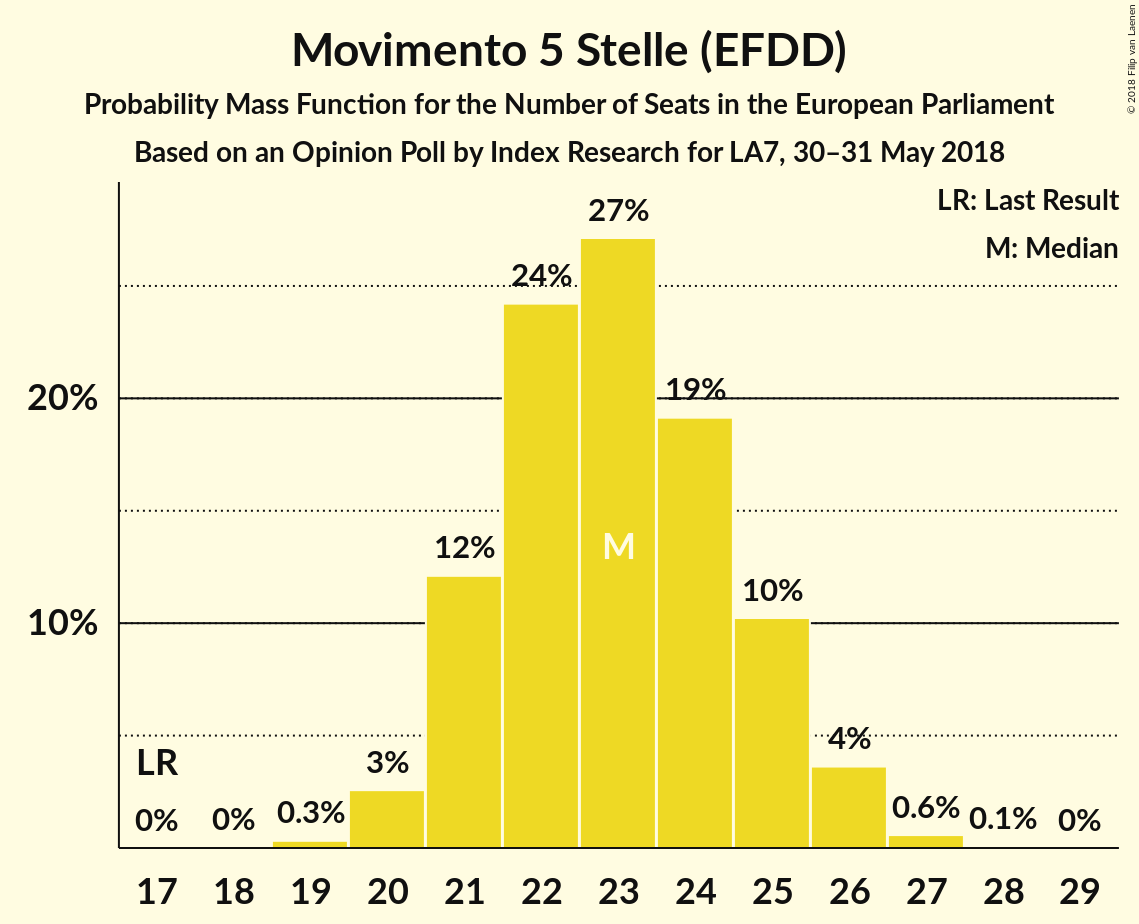 Movimento 5 Stelle (EFDD)
Probability Mass Function for the Number of Seats in the European Parliament
Based on an Opinion Poll by Index Research for LA7, 30–31 May 2018
© 2018 Filip van Laenen
LR: Last Result
M: Median
27%
24%
20%
19%
12%
M
10%
10%
4%
LR
3%
0%
0%
0.3%
0.6%
0.1%
0%
17 18 19 20 21 22 23 24 25 26 27 28 29